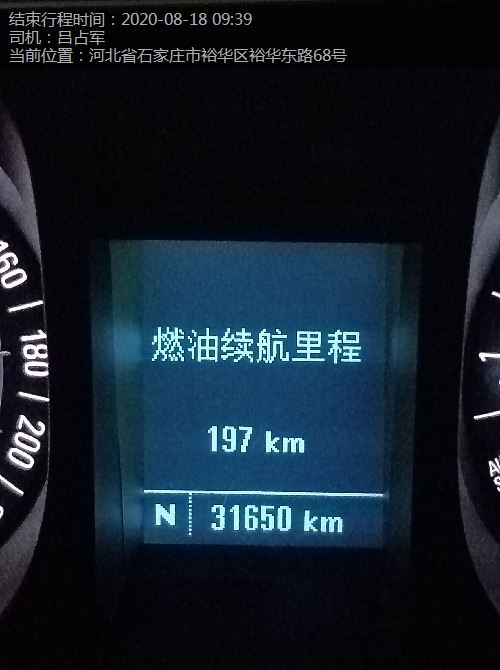 结束行程时间：2020-08-18 09:39
司机：吕占军
当前位置：河北省石家庄市裕华区裕华东路68号
160
180
200
1
燃油续航里程
197 km
N 31650 km